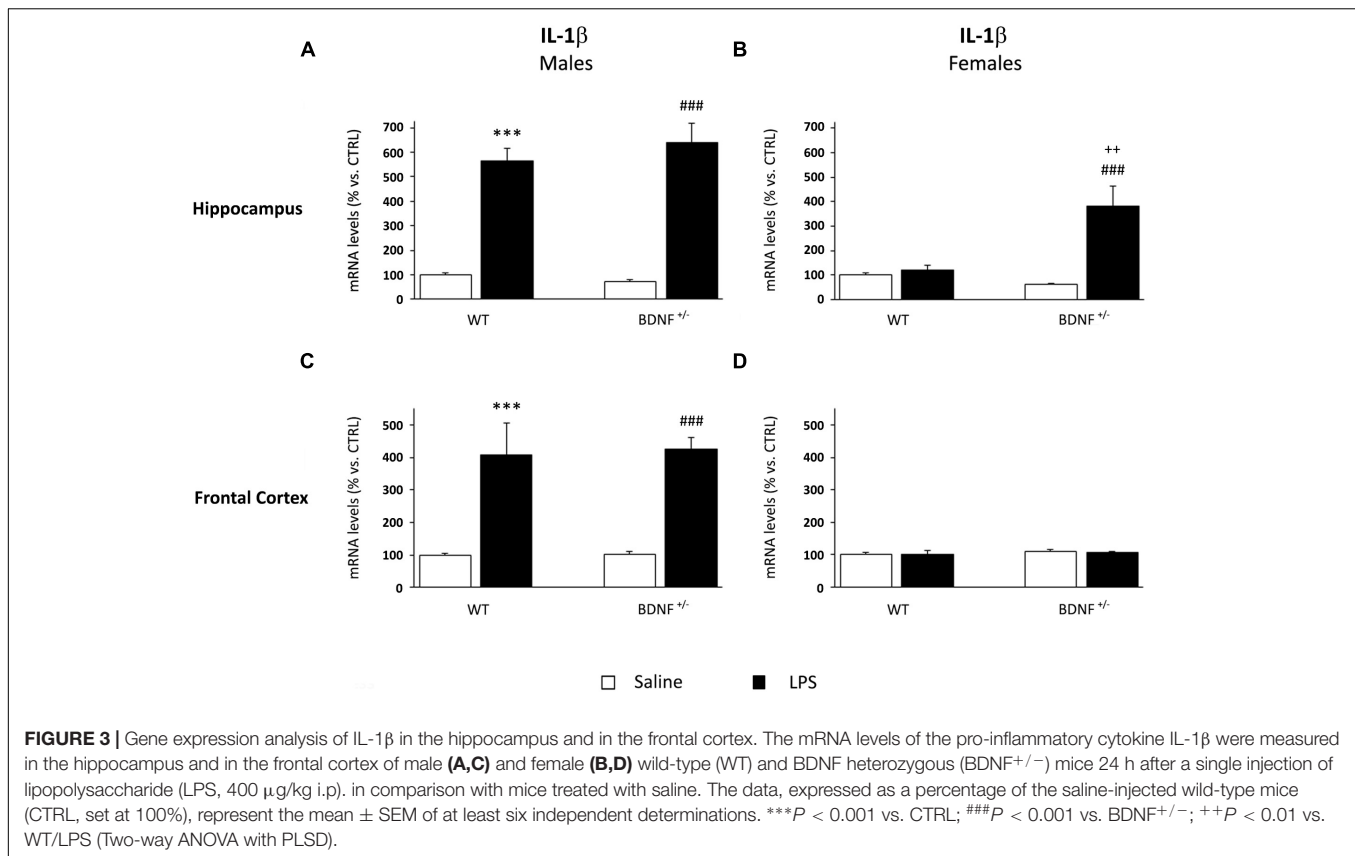 A
IL-1β
Males
B
IL-1β
Females
Hippocampus
mRNA levels (% vs. CTRL)
700
600
500
400
300
200
100
0
***
###
WT
BDNF +/-
mRNA levels (% vs. CTRL)
700
600
500
400
300
200
100
0
++
###
WT
BDNF +/-
C
Frontal Cortex
mRNA levels (% vs. CTRL)
500
400
300
200
100
0
***
###
WT
BDNF +/-
D
mRNA levels (% vs. CTRL)
500
400
300
200
100
0
WT
BDNF +/-
Saline
LPS
FIGURE 3 | Gene expression analysis of IL-1β in the hippocampus and in the frontal cortex. The mRNA levels of the pro-inflammatory cytokine IL-1β were measured
in the hippocampus and in the frontal cortex of male (A,C) and female (B,D) wild-type (WT) and BDNF heterozygous (BDNF+/−) mice 24 h after a single injection of
lipopolysaccharide (LPS, 400 μg/kg i.p). in comparison with mice treated with saline. The data, expressed as a percentage of the saline-injected wild-type mice
(CTRL, set at 100%), represent the mean ± SEM of at least six independent determinations. ***P < 0.001 vs. CTRL; ###P < 0.001 vs. BDNF+/−; ++P < 0.01 vs.
WT/LPS (Two-way ANOVA with PLSD).